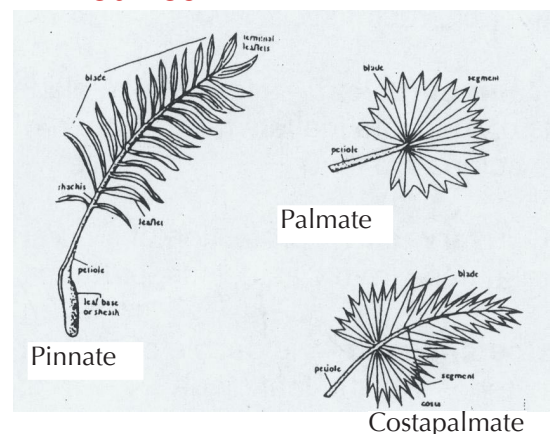 terminal
leaflets
blade
rhachis
leaflet
petiole
leaf base
or sheath
Pinnate
blade
segment
petiole
Palmate
blade
petiole
segment
costa
Costapalmate